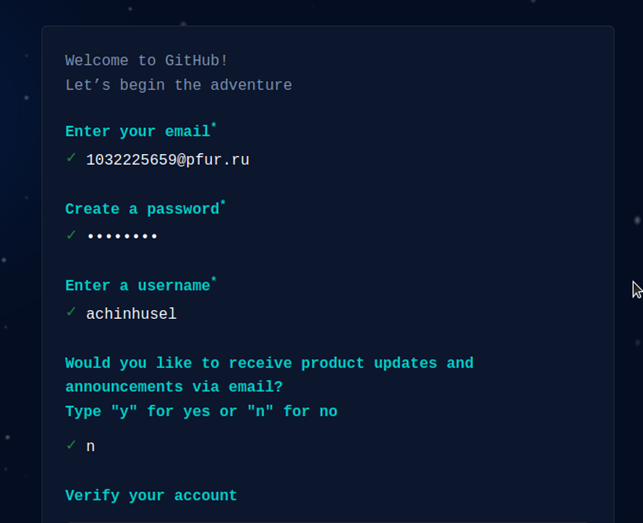 Welcome to GitHub!
Let’s begin the adventure
Enter your email*
✓ 1032225659@pfur.ru
Create a password*
✓ ••••••••
Enter a username*
✓ achinhusel
Would you like to receive product updates and
announcements via email?
Type "y" for yes or "n" for no
✓ n
Verify your account